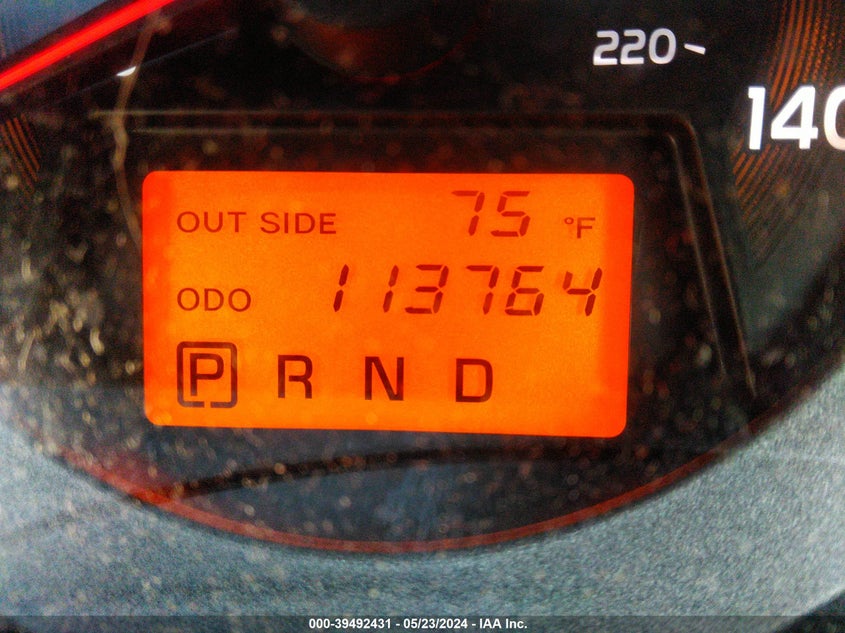 220
140
OUT SIDE 75 °F
ODO 113764
P R N D
000-39492431 - 05/23/2024 - IAA Inc.